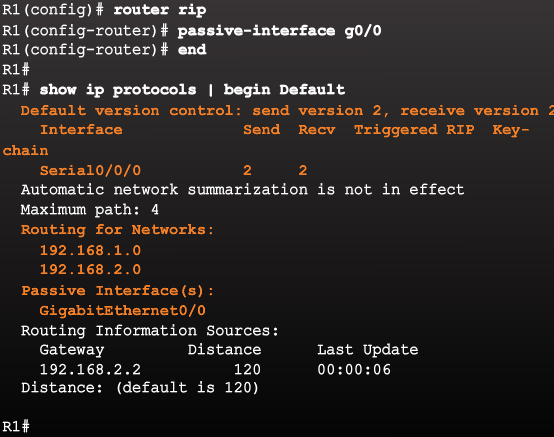 R1(config)# router rip
R1(config-router)# passive-interface g0/0
R1(config-router)# end
R1#
R1# show ip protocols | begin Default
Default version control: send version 2, receive version 2
Interface Send Recv Triggered RIP Key-
chain
Serial0/0/0 2 2
Automatic network summarization is not in effect
Maximum path: 4
Routing for Networks:
192.168.1.0
192.168.2.0
Passive Interface(s):
GigabitEthernet0/0
Routing Information Sources:
Gateway Distance Last Update
192.168.2.2 120 00:00:06
Distance: (default is 120)
R1#